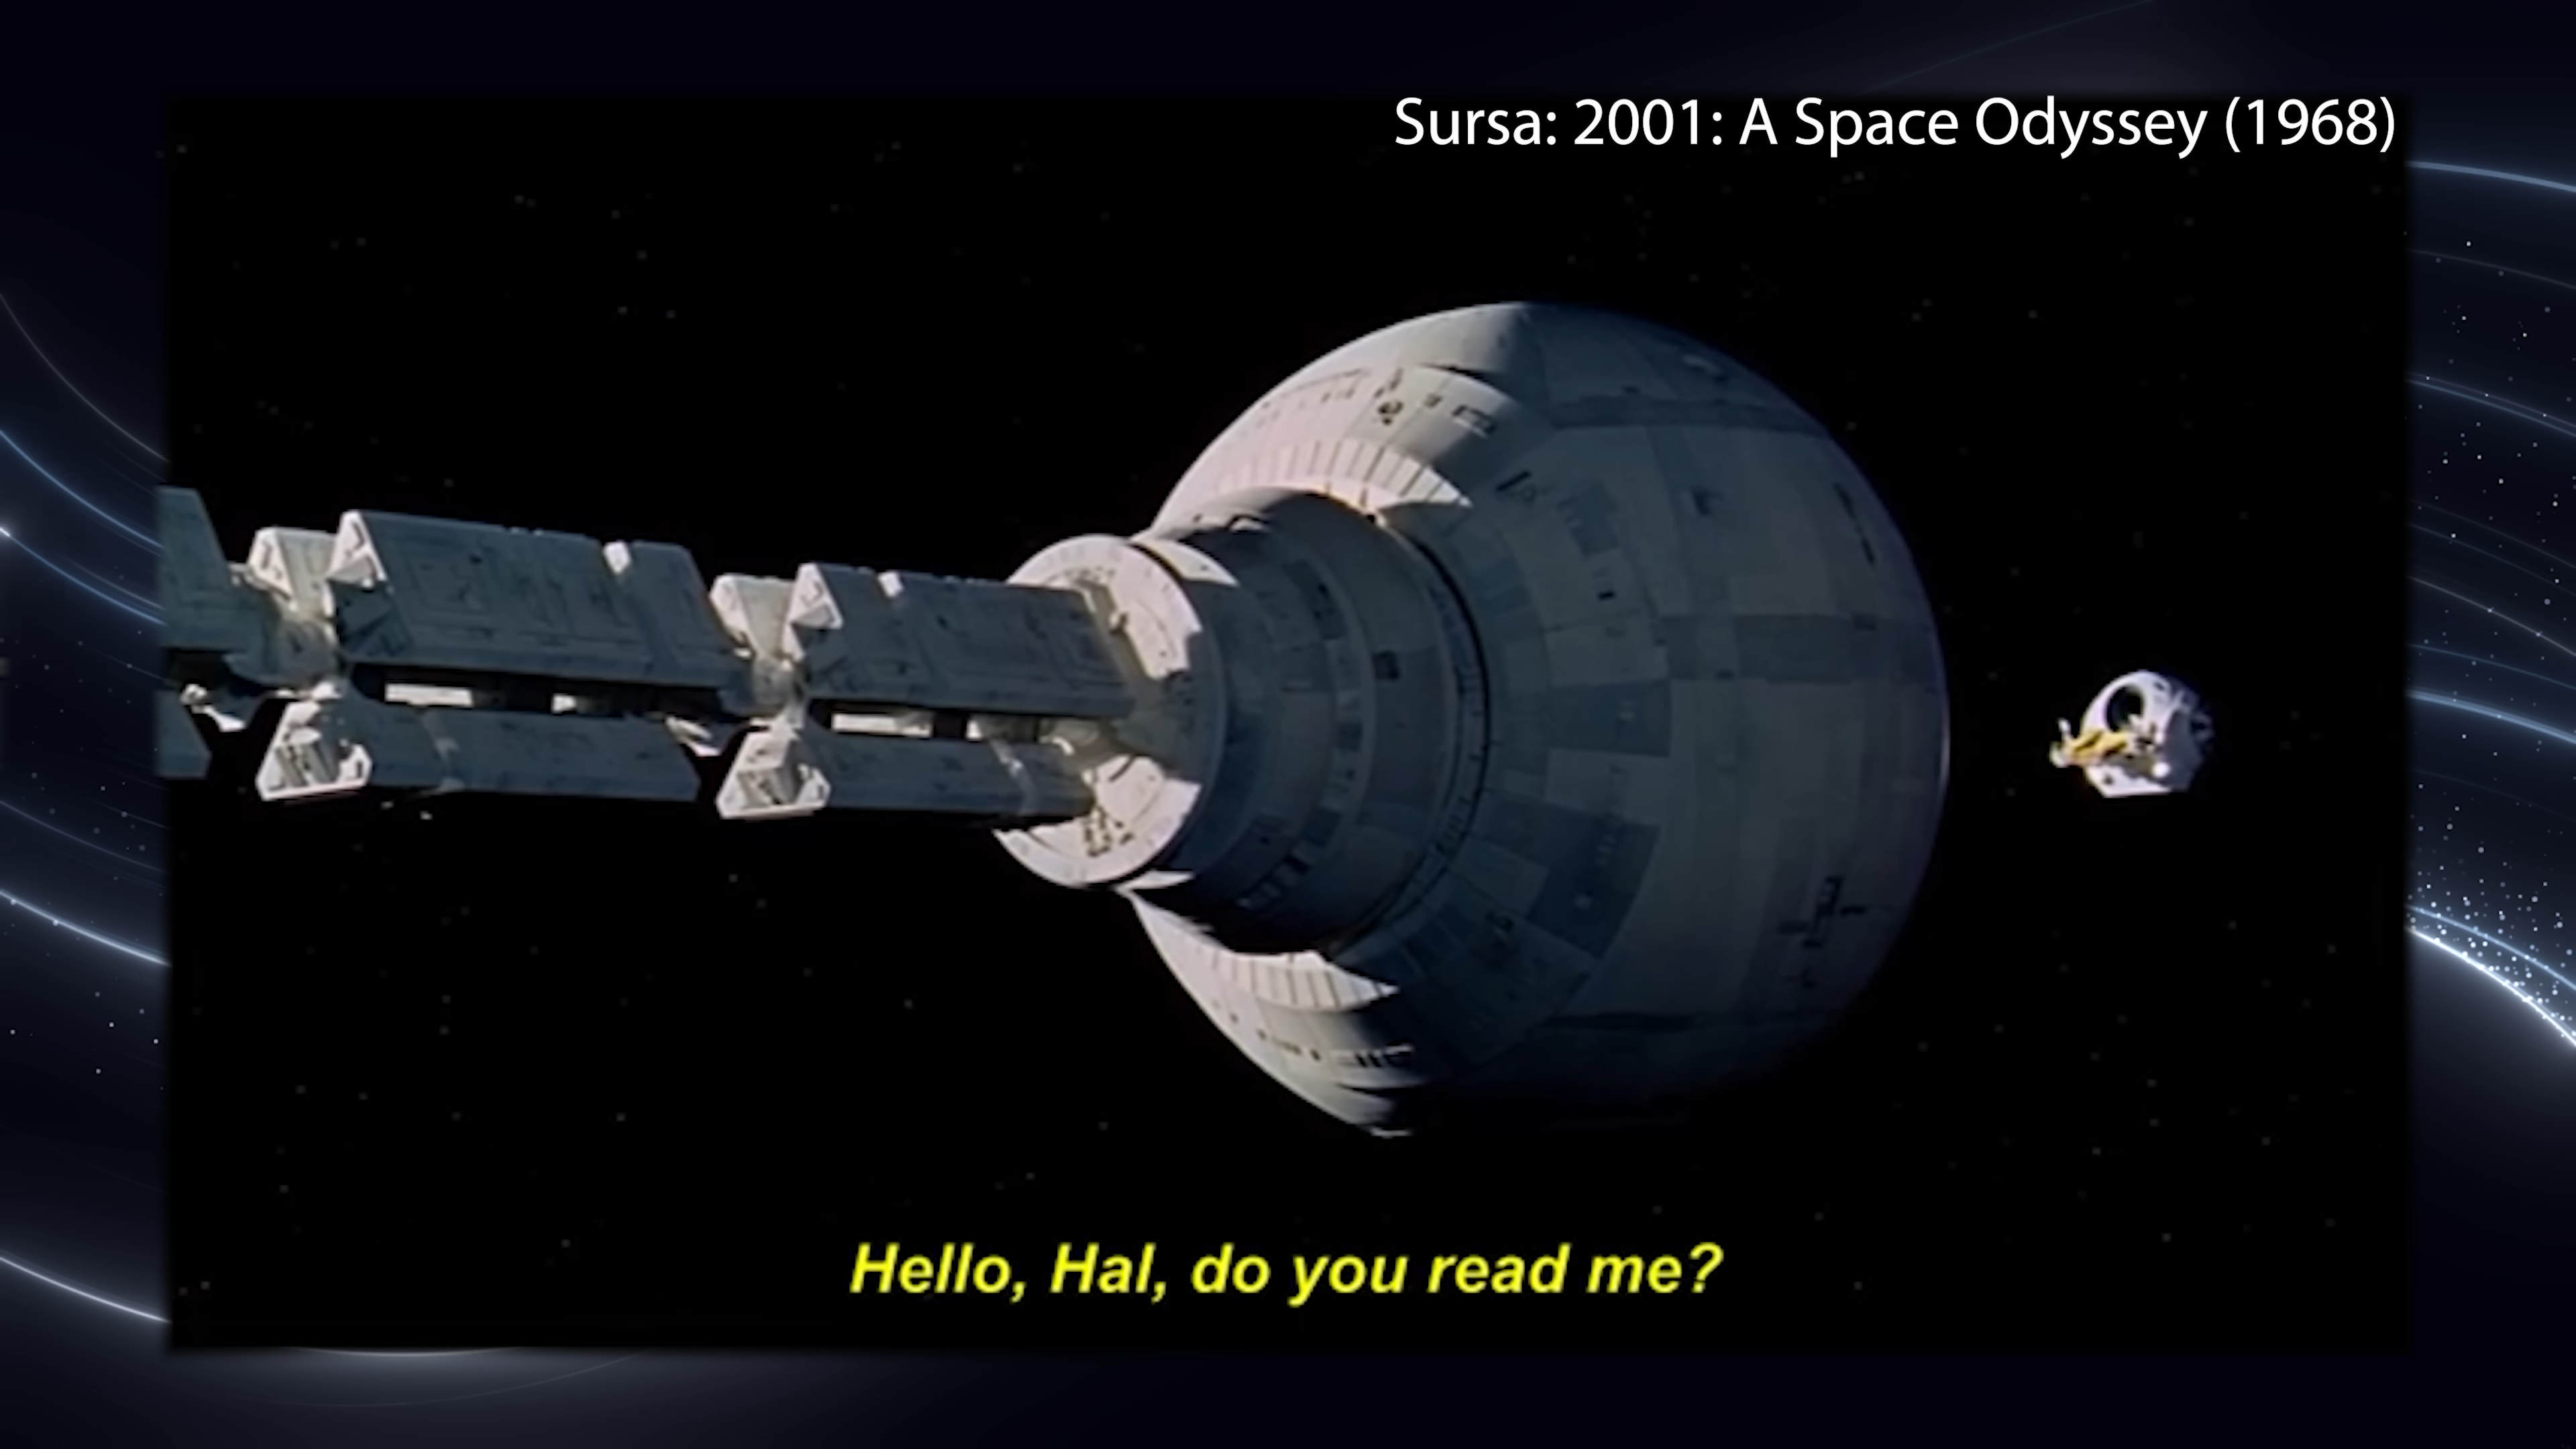 Sursa: 2001: A Space Odyssey (1968)
Hello, Hal, do you read me?